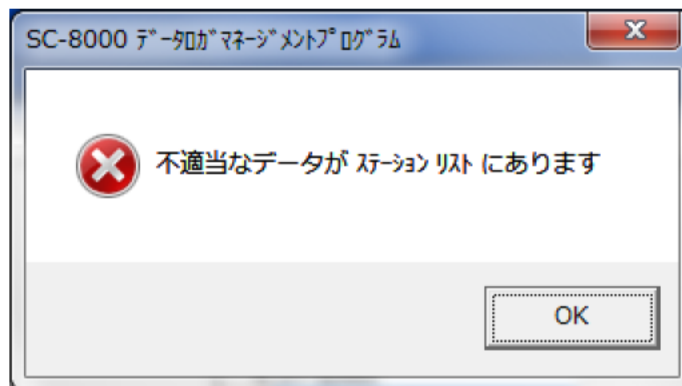 SC-8000 ﾃﾞｰﾀﾛｶﾞﾏﾈｰｼﾞﾒﾝﾄﾌﾟﾛｸﾞﾗﾑ
不適当なデータが ｽﾃｰｼｮﾝ ﾘｽﾄ にあります
OK